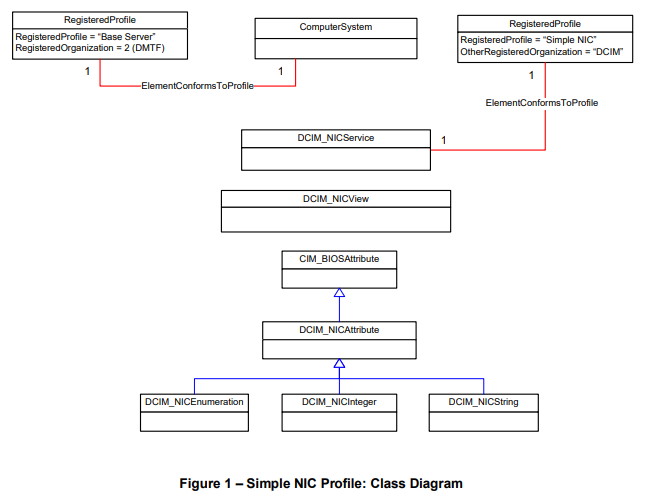 RegisteredProfile
RegisteredProfile = “Base Server”
RegisteredOrganization = 2 (DMTF)
ComputerSystem
RegisteredProfile
RegisteredProfile = “Simple NIC”
OtherRegisteredOrganization = “DCIM”
1
1
ElementConformsToProfile
1
ElementConformsToProfile
DCIM_NICService
1
DCIM_NICView
CIM_BIOSAttribute
DCIM_NICAttribute
DCIM_NICEnumeration
DCIM_NICInteger
DCIM_NICString
Figure 1 – Simple NIC Profile: Class Diagram